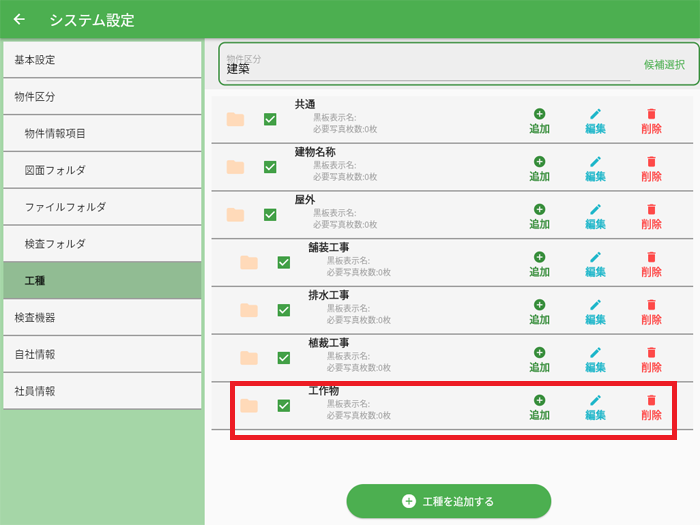 システム設定
基本設定
物件区分
物件情報項目
図面フォルダ
ファイルフォルダ
検査フォルダ
工種
検査機器
自社情報
社員情報
物件区分
建築
候補選択
共通
黒板表示名:
必要写真枚数:0枚
追加
編集
削除
建物名称
黒板表示名:
必要写真枚数:0枚
追加
編集
削除
屋外
黒板表示名:
必要写真枚数:0枚
追加
編集
削除
舗装工事
黒板表示名:
必要写真枚数:0枚
追加
編集
削除
排水工事
黒板表示名:
必要写真枚数:0枚
追加
編集
削除
植裁工事
黒板表示名:
必要写真枚数:0枚
追加
編集
削除
工作物
黒板表示名:
必要写真枚数:0枚
追加
編集
削除
工種を追加する